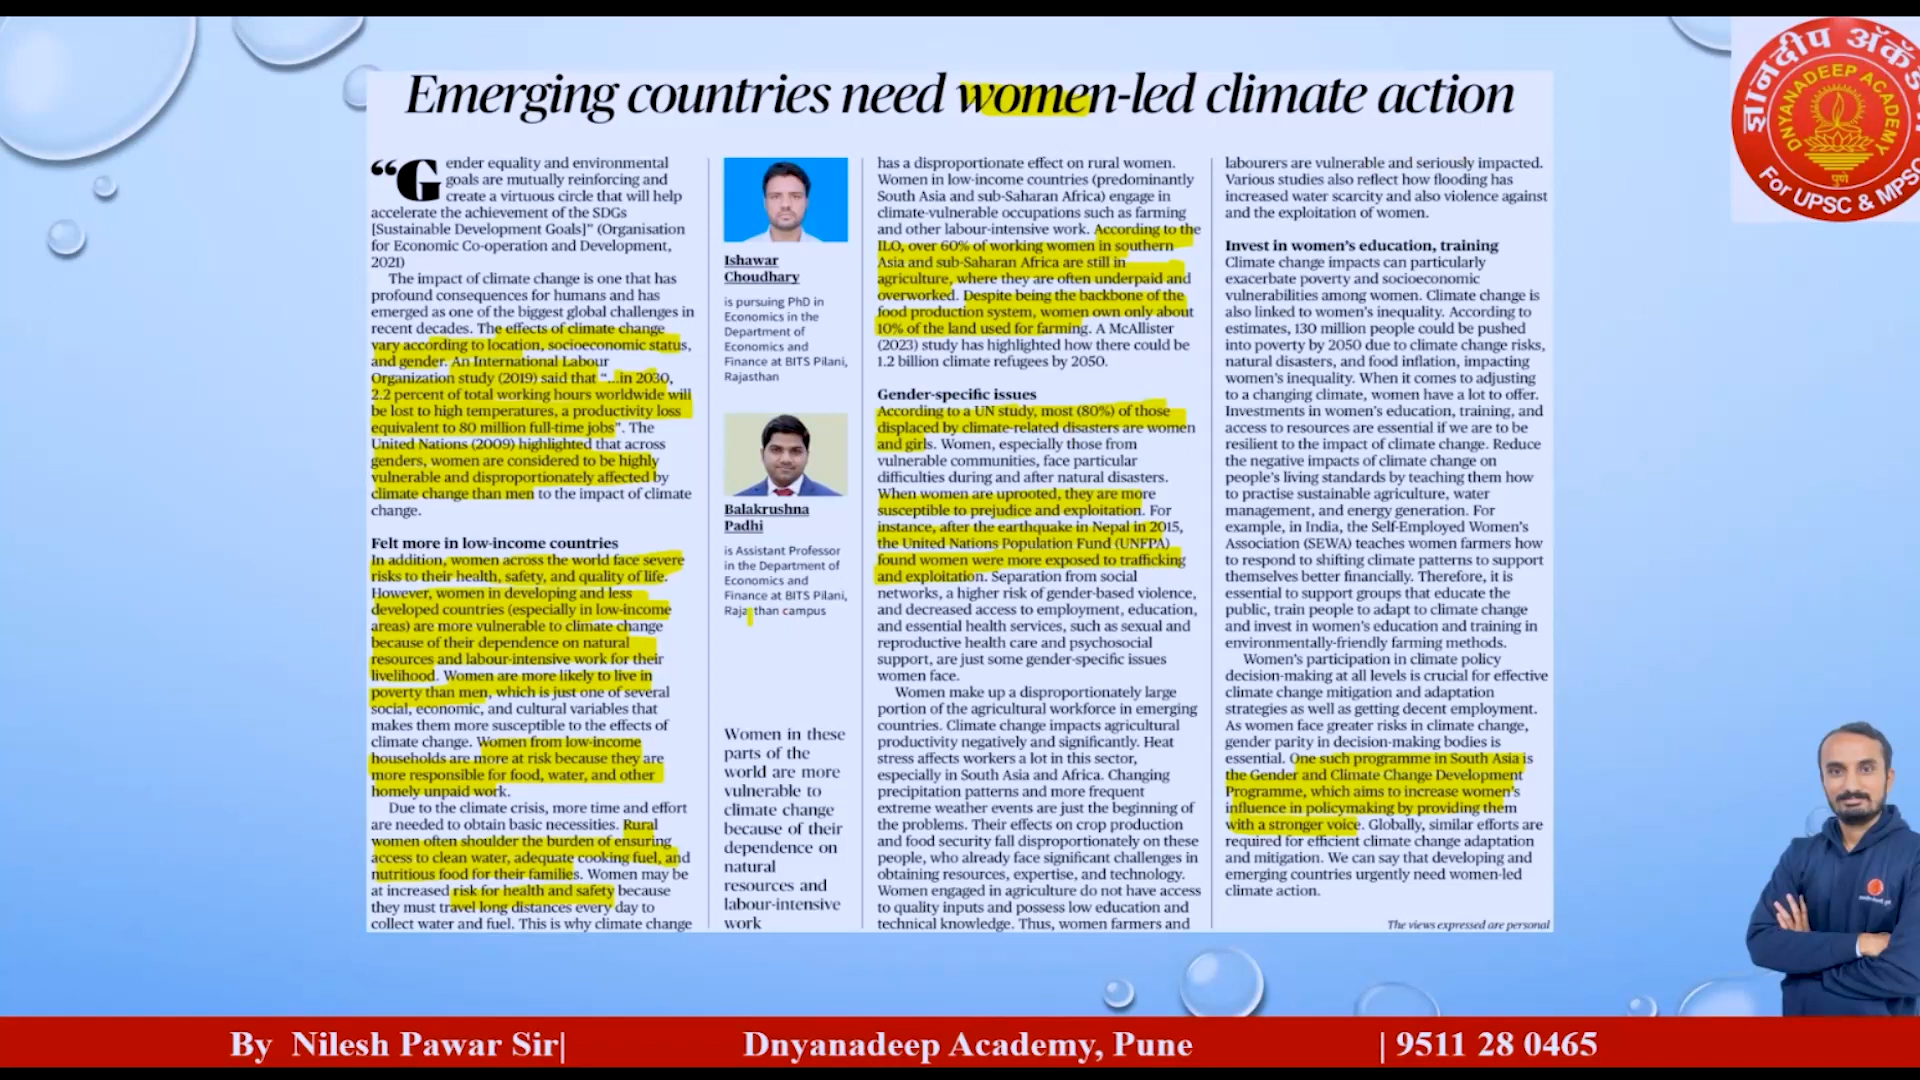 Emerging countries need women-led climate action
“Gender equality and environmental
goals are mutually reinforcing and
create a virtuous circle that will help
accelerate the achievement of the SDGs
[Sustainable Development Goals]” (Organisation
for Economic Co-operation and Development,
2021)
The impact of climate change is one that has
profound consequences for humans and has
emerged as one of the biggest global challenges in
recent decades. The effects of climate change
vary according to location, socioeconomic status,
and gender. An International Labour
Organization study (2019) said that “...in 2030,
2.2 percent of total working hours worldwide will
be lost to high temperatures, a productivity loss
equivalent to 80 million full-time jobs”. The
United Nations (2009) highlighted that across
genders, women are considered to be highly
vulnerable and disproportionately affected by
climate change than men to the impact of climate
change.
Felt more in low-income countries
In addition, women across the world face severe
risks to their health, safety, and quality of life.
However, women in developing and less
developed countries (especially in low-income
areas) are more vulnerable to climate change
because of their dependence on natural
resources and labour-intensive work for their
livelihood. Women are more likely to live in
poverty than men, which is just one of several
social, economic, and cultural variables that
makes them more susceptible to the effects of
climate change. Women from low-income
households are more at risk because they are
more responsible for food, water, and other
homely unpaid work.
Due to the climate crisis, more time and effort
are needed to obtain basic necessities. Rural
women often shoulder the burden of ensuring
access to clean water, adequate cooking fuel, and
nutritious food for their families. Women may be
at increased risk for health and safety because
they must travel long distances every day to
collect water and fuel. This is why climate change
Ishawar
Choudhary
is pursuing PhD in
Economics in the
Department of
Economics and
Finance at BITS Pilani,
Rajasthan
Balakrushna
Padhi
is Assistant Professor
in the Department of
Economics and
Finance at BITS Pilani,
Rajasthan campus
Women in these
parts of the
world are more
vulnerable to
climate change
because of their
dependence on
natural
resources and
labour-intensive
work
has a disproportionate effect on rural women.
Women in low-income countries (predominantly
South Asia and sub-Saharan Africa) engage in
climate-vulnerable occupations such as farming
and other labour-intensive work. According to the
ILO, over 60% of working women in southern
Asia and sub-Saharan Africa are still in
agriculture, where they are often underpaid and
overworked. Despite being the backbone of the
food production system, women own only about
10% of the land used for farming. A McAllister
(2023) study has highlighted how there could be
1.2 billion climate refugees by 2050.
Gender-specific issues
According to a UN study, most (80%) of those
displaced by climate-related disasters are women
and girls. Women, especially those from
vulnerable communities, face particular
difficulties during and after natural disasters.
When women are uprooted, they are more
susceptible to prejudice and exploitation. For
instance, after the earthquake in Nepal in 2015,
the United Nations Population Fund (UNFPA)
found women were more exposed to trafficking
and exploitation. Separation from social
networks, a higher risk of gender-based violence,
and decreased access to employment, education,
and essential health services, such as sexual and
reproductive health care and psychosocial
support, are just some gender-specific issues
women face.
Women make up a disproportionately large
portion of the agricultural workforce in emerging
countries. Climate change impacts agricultural
productivity negatively and significantly. Heat
stress affects workers a lot in this sector,
especially in South Asia and Africa. Changing
precipitation patterns and more frequent
extreme weather events are just the beginning of
the problems. Their effects on crop production
and food security fall disproportionately on these
people, who already face significant challenges in
obtaining resources, expertise, and technology.
Women engaged in agriculture do not have access
to quality inputs and possess low education and
technical knowledge. Thus, women farmers and
labourers are vulnerable and seriously impacted.
Various studies also reflect how flooding has
increased water scarcity and also violence against
and the exploitation of women.
Invest in women’s education, training
Climate change impacts can particularly
exacerbate poverty and socioeconomic
vulnerabilities among women. Climate change is
also linked to women’s inequality. According to
estimates, 130 million people could be pushed
into poverty by 2050 due to climate change risks,
natural disasters, and food inflation, impacting
women’s inequality. When it comes to adjusting
to a changing climate, women have a lot to offer.
Investments in women’s education, training, and
access to resources are essential if we are to be
resilient to the impact of climate change. Reduce
the negative impacts of climate change on
people’s living standards by teaching them how
to practise sustainable agriculture, water
management, and energy generation. For
example, in India, the Self-Employed Women’s
Association (SEWA) teaches women farmers how
to respond to shifting climate patterns to support
themselves better financially. Therefore, it is
essential to support groups that educate the
public, train people to adapt to climate change
and invest in women’s education and training in
environmentally-friendly farming methods.
Women’s participation in climate policy
decision-making at all levels is crucial for effective
climate change mitigation and adaptation
strategies as well as getting decent employment.
As women face greater risks in climate change,
gender parity in decision-making bodies is
essential. One such programme in South Asia is
the Gender and Climate Change Development
Programme, which aims to increase women’s
influence in policymaking by providing them
with a stronger voice. Globally, similar efforts are
required for efficient climate change adaptation
and mitigation. We can say that developing and
emerging countries urgently need women-led
climate action.
The views expressed are personal
ज्ञानदीप अ‍ॅकॅड
DNYANADEEP ACADEMY
पुणे
For UPSC & MPSC
By Nilesh Pawar Sir|
Dnyanadeep Academy, Pune
| 9511 28 0465